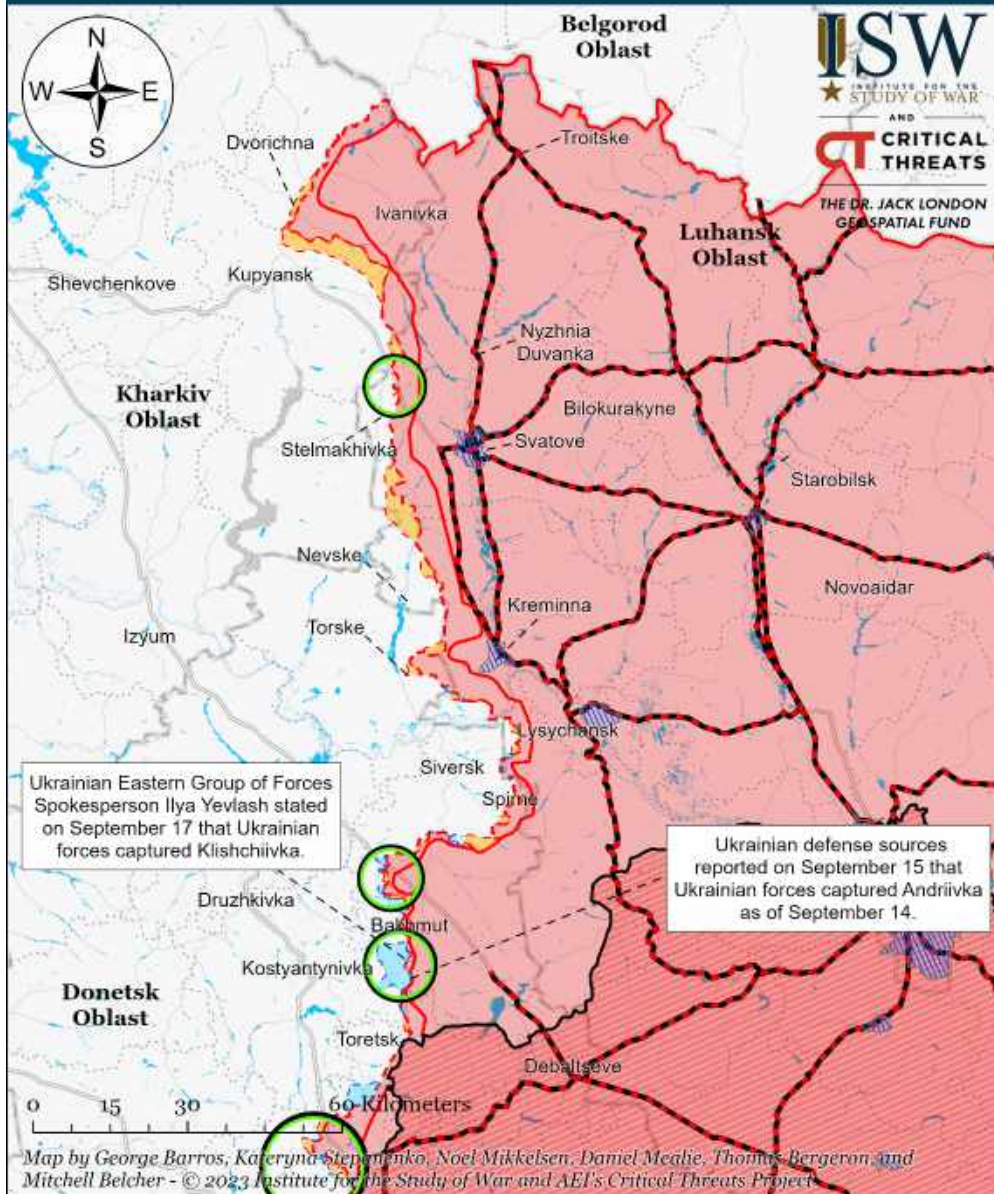 Belgorod
Oblast
N
W
E
S
ISW
INSTITUTE FOR THE
STUDY OF WAR
AND
CT CRITICAL
THREATS
THE DR. JACK LONDON
GEOSPATIAL FUND
Dvorichna
Troitske
Ivanivka
Luhansk
Oblast
Kupyansk
Shevchenkove
Nyzhnia
Duvanka
Kharkiv
Oblast
Bilokurakyne
Stelmakhivka
Svatove
Starobilsk
Nevske
Novoaidar
Kreminna
Torske
Izyum
Lysychansk
Siversk
Spirne
Ukrainian Eastern Group of Forces
Spokesperson Ilya Yevlash stated
on September 17 that Ukrainian
forces captured Klishchiivka.
Ukrainian defense sources
reported on September 15 that
Ukrainian forces captured Andriivka
as of September 14.
Druzhkivka
Bakhmut
Kostyantynivka
Donetsk
Oblast
Toretsk
Debaltseve
0 15 30 60 Kilometers
Map by George Barros, Kateryna Stepanenko, Noel Mikkelsen, Daniel Mealie, Thomas Bergeron, and
Mitchell Belcher - © 2023 Institute for the Study of War and AEI's Critical Threats Project